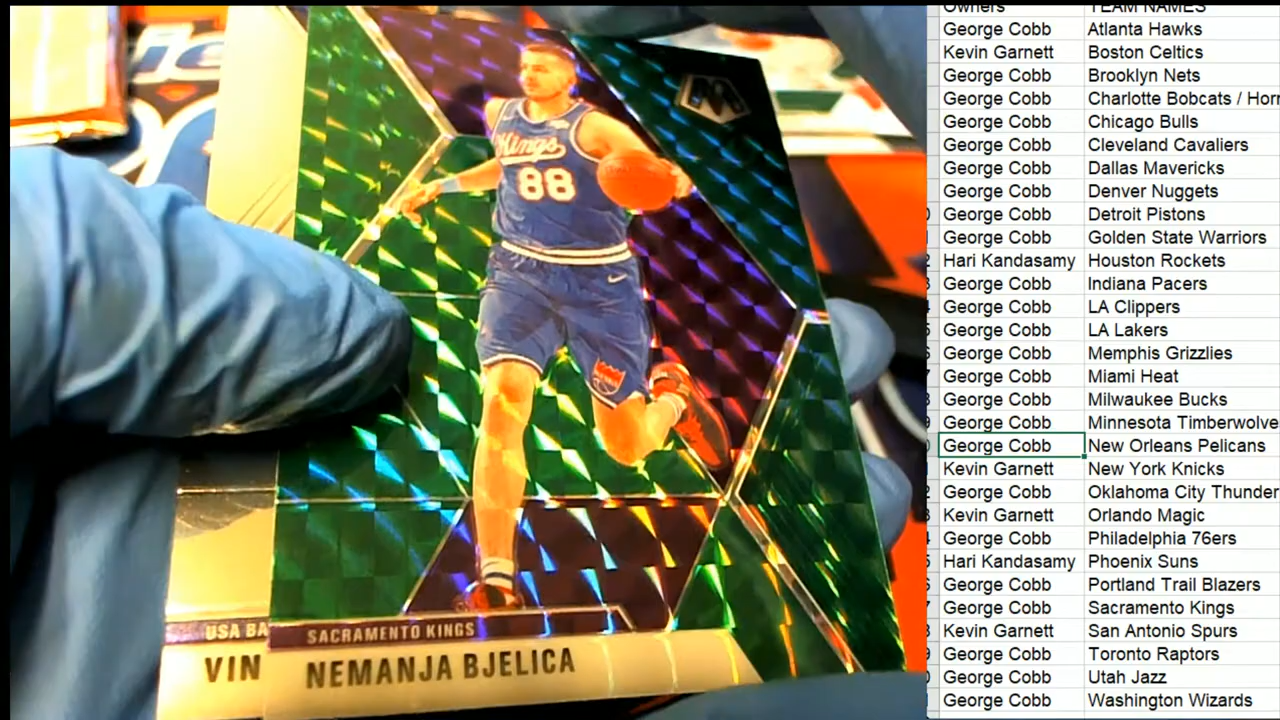 Owners TEAM NAMES
George Cobb Atlanta Hawks
Kevin Garnett Boston Celtics
George Cobb Brooklyn Nets
George Cobb Charlotte Bobcats / Horr
George Cobb Chicago Bulls
George Cobb Cleveland Cavaliers
George Cobb Dallas Mavericks
George Cobb Denver Nuggets
George Cobb Detroit Pistons
George Cobb Golden State Warriors
Hari Kandasamy Houston Rockets
George Cobb Indiana Pacers
George Cobb LA Clippers
George Cobb LA Lakers
George Cobb Memphis Grizzlies
George Cobb Miami Heat
George Cobb Milwaukee Bucks
George Cobb Minnesota Timberwolve
George Cobb New Orleans Pelicans
Kevin Garnett New York Knicks
George Cobb Oklahoma City Thunder
Kevin Garnett Orlando Magic
George Cobb Philadelphia 76ers
Hari Kandasamy Phoenix Suns
George Cobb Portland Trail Blazers
George Cobb Sacramento Kings
Kevin Garnett San Antonio Spurs
George Cobb Toronto Raptors
George Cobb Utah Jazz
George Cobb Washington Wizards
M
Kings
88
SACRAMENTO KINGS
NEMANJA BJELICA
USA BA
VIN